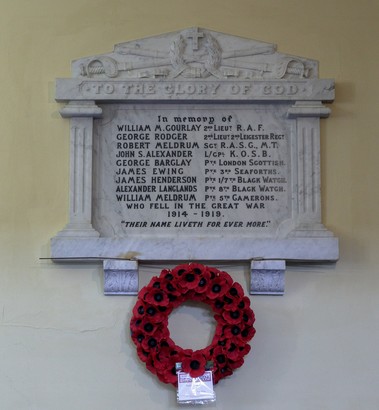 TO THE GLORY OF GOD
In memory of
WILLIAM M. GOURLAY 2ND LIEUT R.A.F.
GEORGE RODGER 2ND LIEUT 2ND LEICESTER REGT
ROBERT MELDRUM SGT R.A.S.G., M.T.
JOHN S. ALEXANDER L/CPL K.O.S.B.
GEORGE BARCLAY PTE LONDON SCOTTISH.
JAMES EWING PTE 3RD SEAFORTHS.
JAMES HENDERSON PTE 1/7TH BLACK WATCH.
ALEXANDER LANGLANDS PTE 8TH BLACK WATCH.
WILLIAM MELDRUM PTE 5TH CAMERONS.
WHO FELL IN THE GREAT WAR
1914 - 1919.
"THEIR NAME LIVETH FOR EVER MORE."